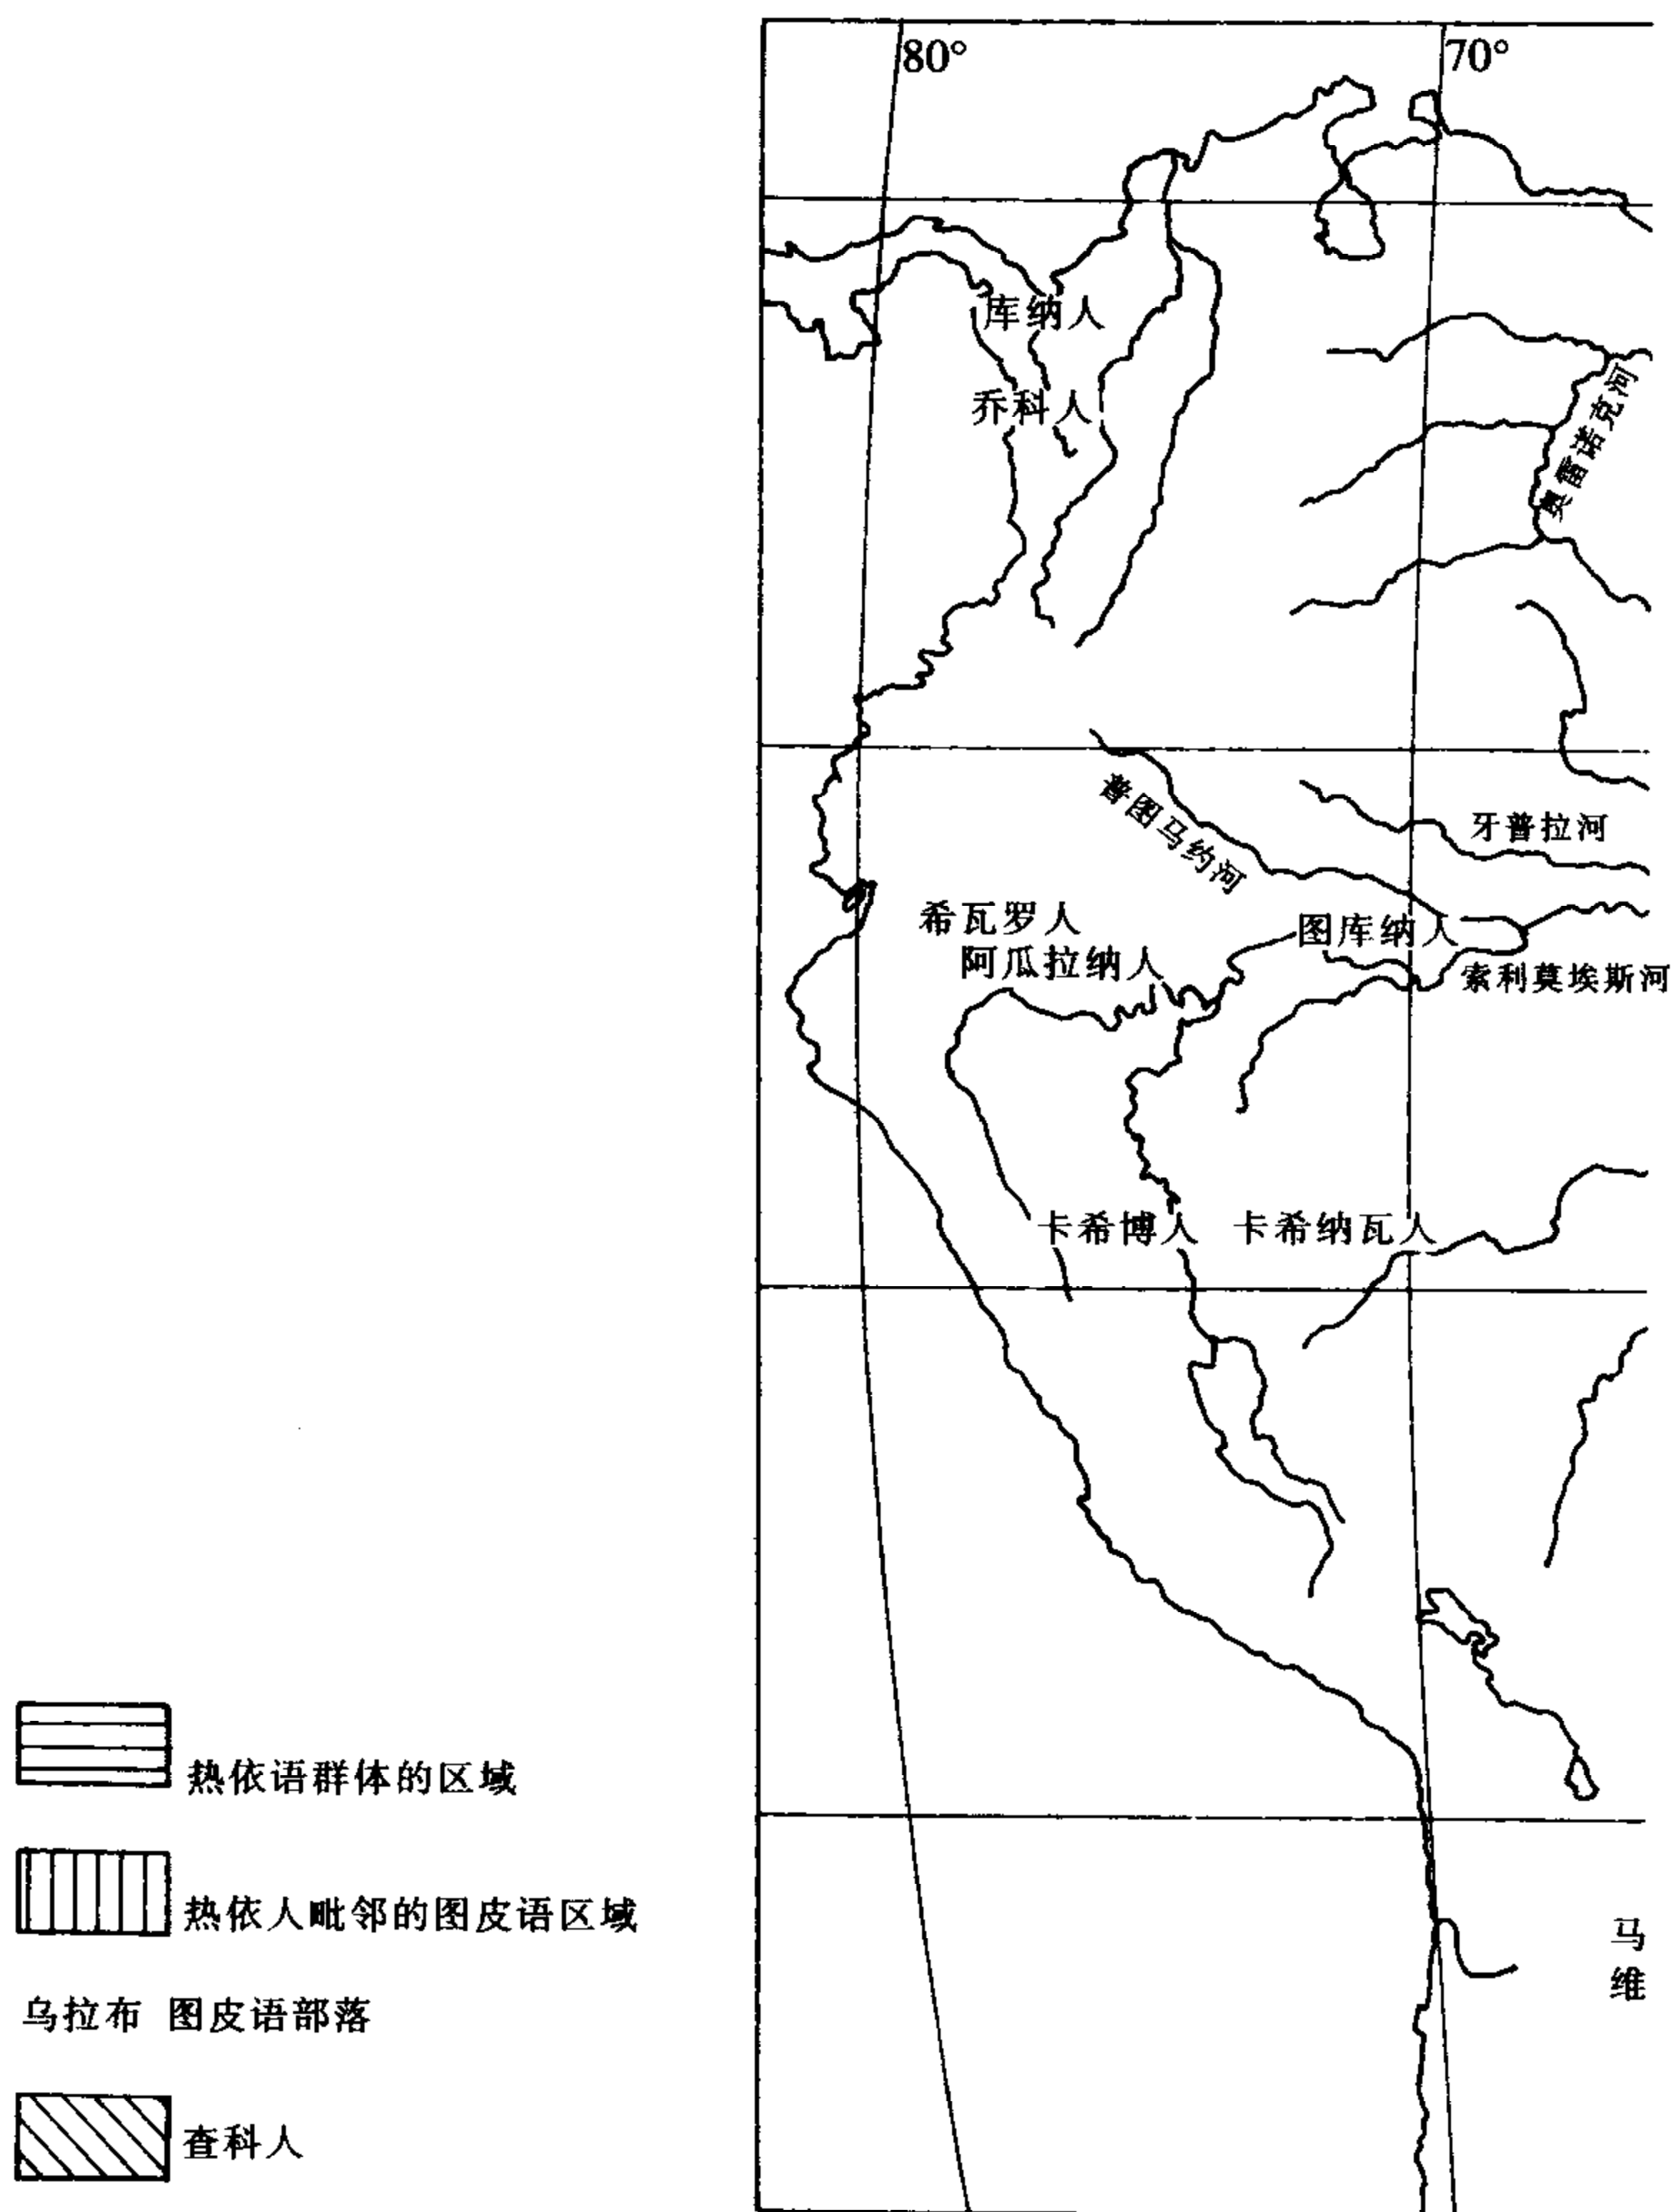 80°
70°
库纳人
乔科人
奥雷诺克河
普图马约河
牙普拉河
希瓦罗人
阿瓜拉纳人
图库纳人
索利莫埃斯河
卡希博人
卡希纳瓦人
热依语群体的区域
热依人毗邻的图皮语区域
马
维
乌拉布 图皮语部落
查科人